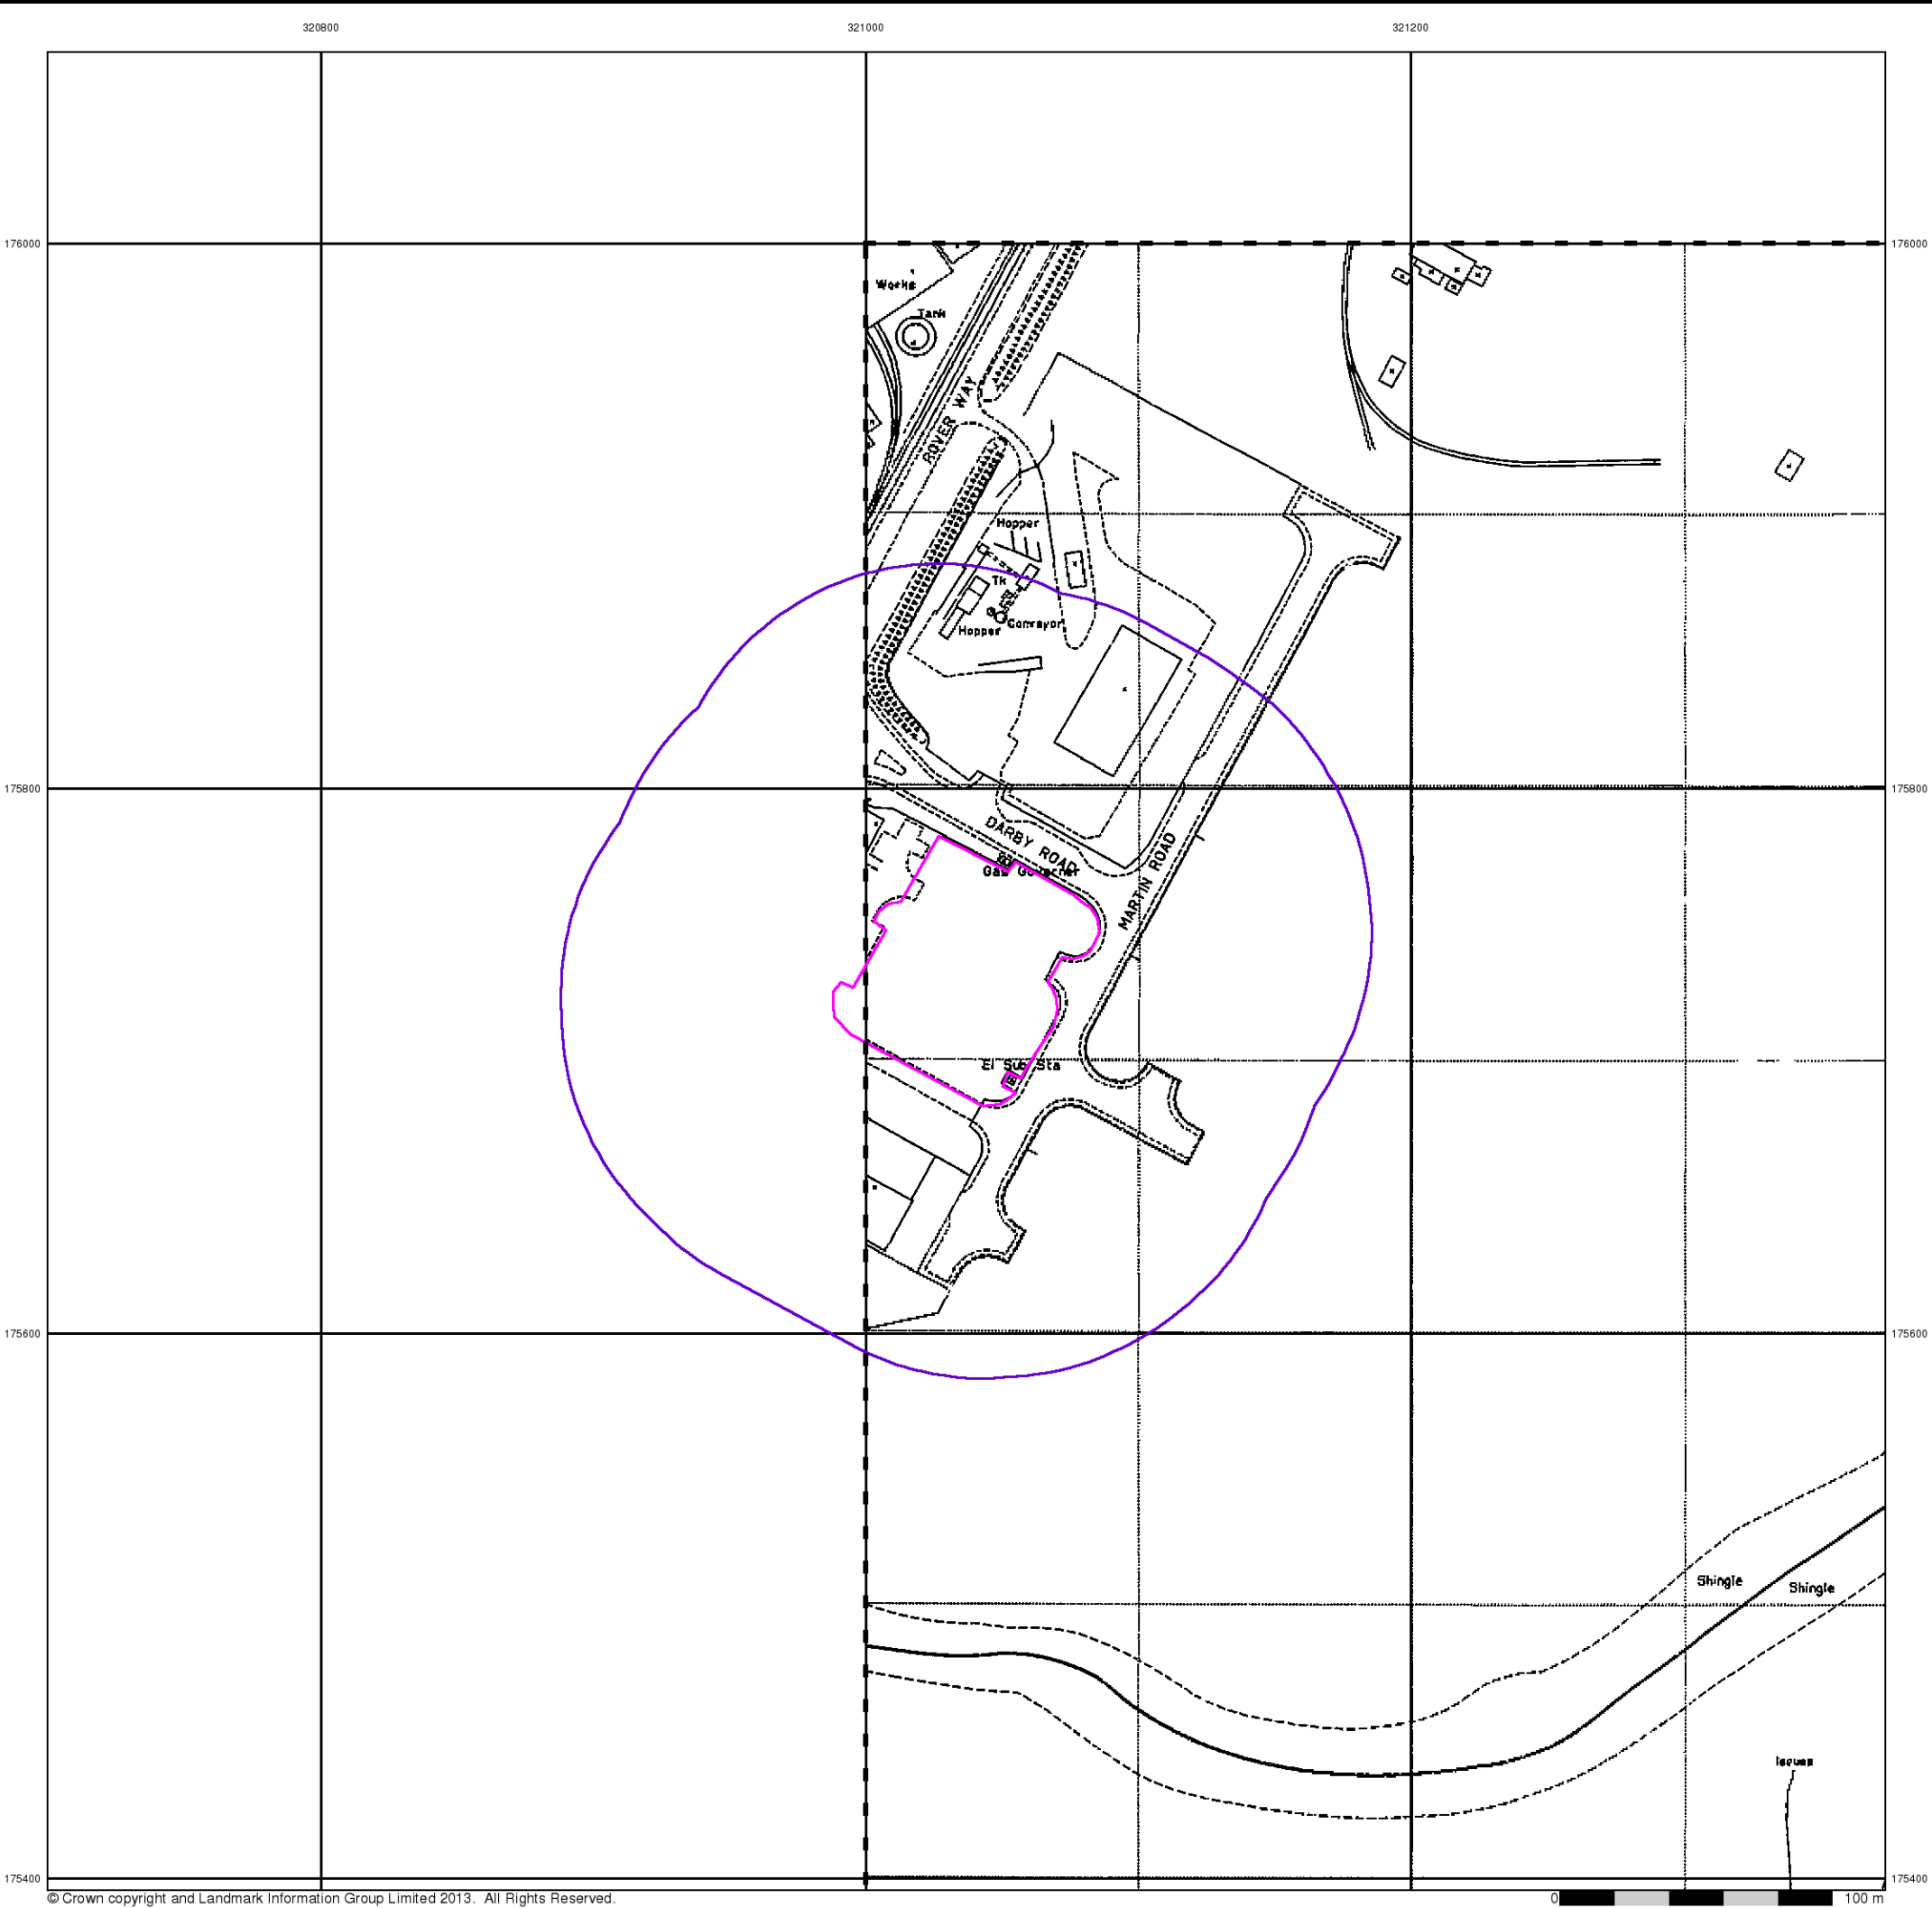 320800
321000
321200
176000
176000
Works
Tank
ROVER WAY
Hopper
Tk
Conveyor
Hopper
175800
175800
DARBY ROAD
Gas Governor
MARTIN ROAD
El Sub Sta
175600
175600
Shingle
Shingle
Issues
175400
175400
© Crown copyright and Landmark Information Group Limited 2013. All Rights Reserved.
0
100 m